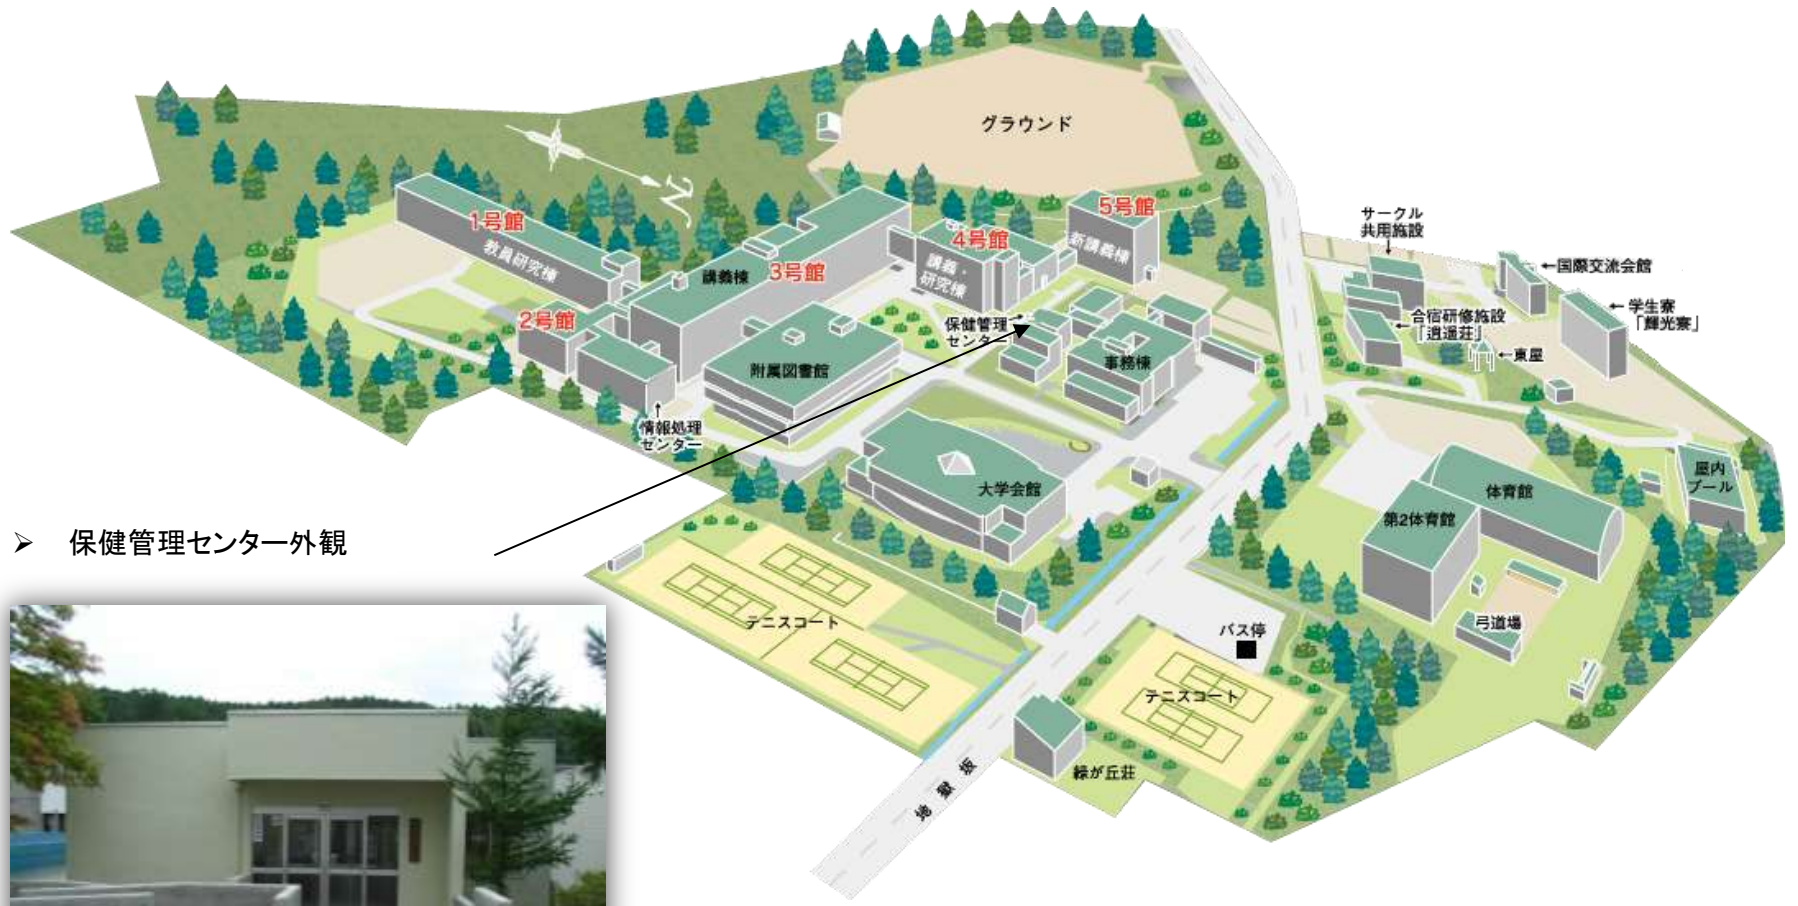 グラウンド
N
1号館
教員研究棟
2号館
講義棟
3号館
4号館
講義・
研究棟
5号館
新講義棟
サークル
共用施設
←国際交流会館
←学生寮
「輝光寮」
合宿研修施設
←「逍遥荘」
←東屋
保健管理→
センター
事務棟
附属図書館
情報処理
センター
大学会館
屋内
プール
体育館
第2体育館
弓道場
➢ 保健管理センター外観
テニスコート
バス停
テニスコート
緑が丘荘
地獄坂